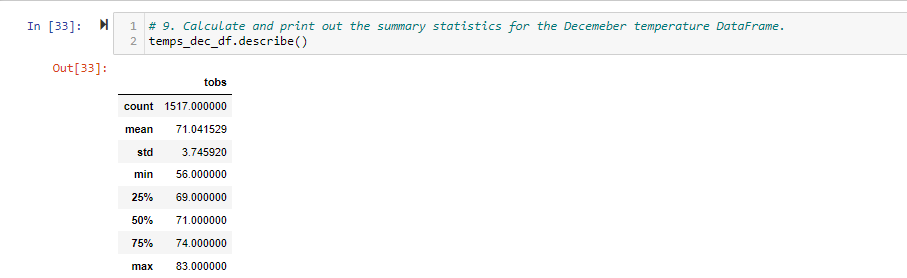 In [33]:
1 # 9. Calculate and print out the summary statistics for the Decemeber temperature DataFrame.
2 temps_dec_df.describe()
Out[33]:
tobs
count 1517.000000
mean 71.041529
std 3.745920
min 56.000000
25% 69.000000
50% 71.000000
75% 74.000000
max 83.000000